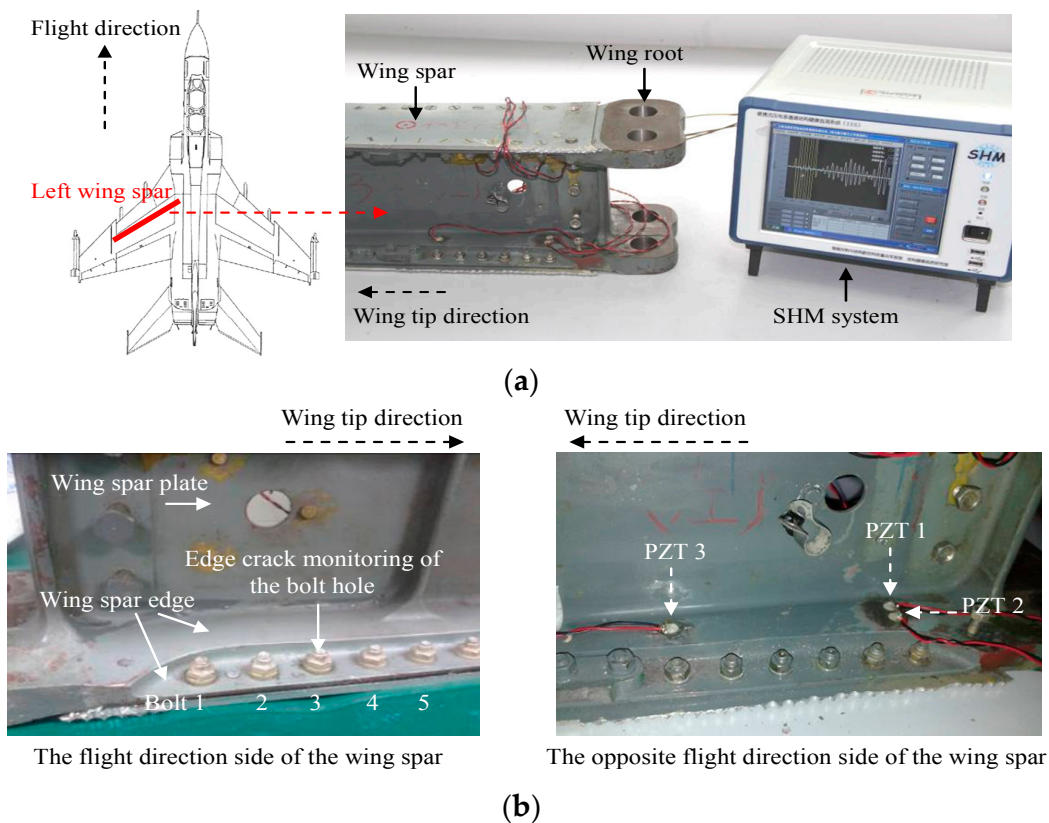 (a)
Flight direction
Left wing spar
Wing spar
Wing root
SHM
Wing tip direction
SHM system
(b)
Wing tip direction
Wing spar plate
Edge crack monitoring of
the bolt hole
Wing spar edge
Bolt 1
2
3
4
5
The flight direction side of the wing spar
Wing tip direction
PZT 3
PZT 1
PZT 2
The opposite flight direction side of the wing spar